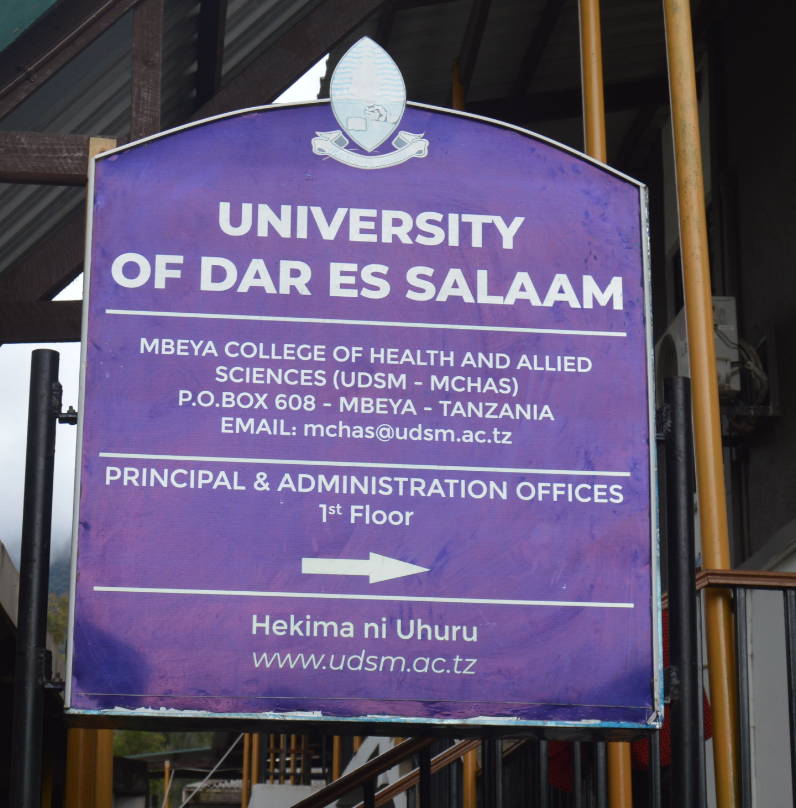 UNIVERSITY
OF DAR ES SALAAM
MBEYA COLLEGE OF HEALTH AND ALLIED
SCIENCES (UDSM - MCHAS)
P.O.BOX 608 - MBEYA - TANZANIA
EMAIL: mchas@udsm.ac.tz
PRINCIPAL & ADMINISTRATION OFFICES
1st Floor
Hekima ni Uhuru
www.udsm.ac.tz